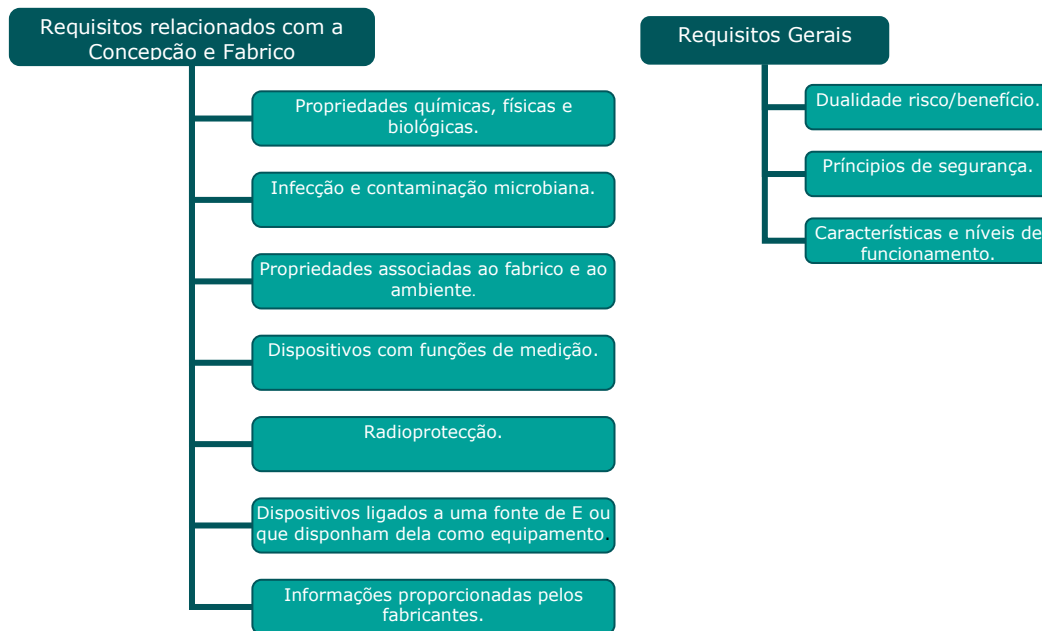 Requisitos relacionados com a
Concepção e Fabrico
Propriedades químicas, físicas e
biológicas.
Infecção e contaminação microbiana.
Propriedades associadas ao fabrico e ao
ambiente.
Dispositivos com funções de medição.
Radioprotecção.
Dispositivos ligados a uma fonte de E ou
que disponham dela como equipamento.
Informações proporcionadas pelos
fabricantes.
Requisitos Gerais
Dualidade risco/benefício.
Príncipios de segurança.
Características e níveis de
funcionamento.